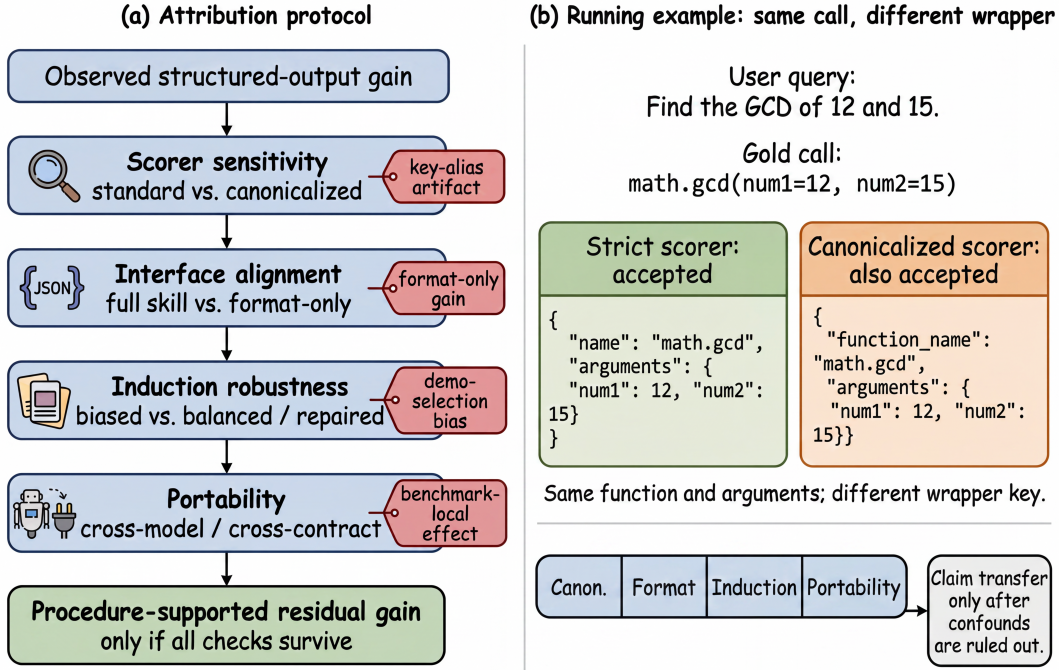 (a) Attribution protocol
Observed structured-output gain
Scorer sensitivity
standard vs. canonicalized
key-alias
artifact
{JSON}
Interface alignment
full skill vs. format-only
format-only
gain
Induction robustness
biased vs. balanced / repaired
demo-
selection
bias
Portability
cross-model / cross-contract
benchmark-
local
effect
Procedure-supported residual gain
only if all checks survive
(b) Running example: same call, different wrapper
User query:
Find the GCD of 12 and 15.
Gold call:
math.gcd(num1=12, num2=15)
Strict scorer:
accepted
{
"name": "math.gcd",
"arguments": {
"num1": 12, "num2":
15}
}
Canonicalized scorer:
also accepted
{
"function_name":
"math.gcd",
"arguments": {
"num1": 12, "num2":
15}}
Same function and arguments; different wrapper key.
Canon.
Format
Induction
Portability
Claim transfer
only after
confounds
are ruled out.